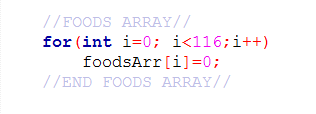 //FOODS ARRAY//
for(int i=0; i<116;i++)
    foodsArr[i]=0;
//END FOODS ARRAY//